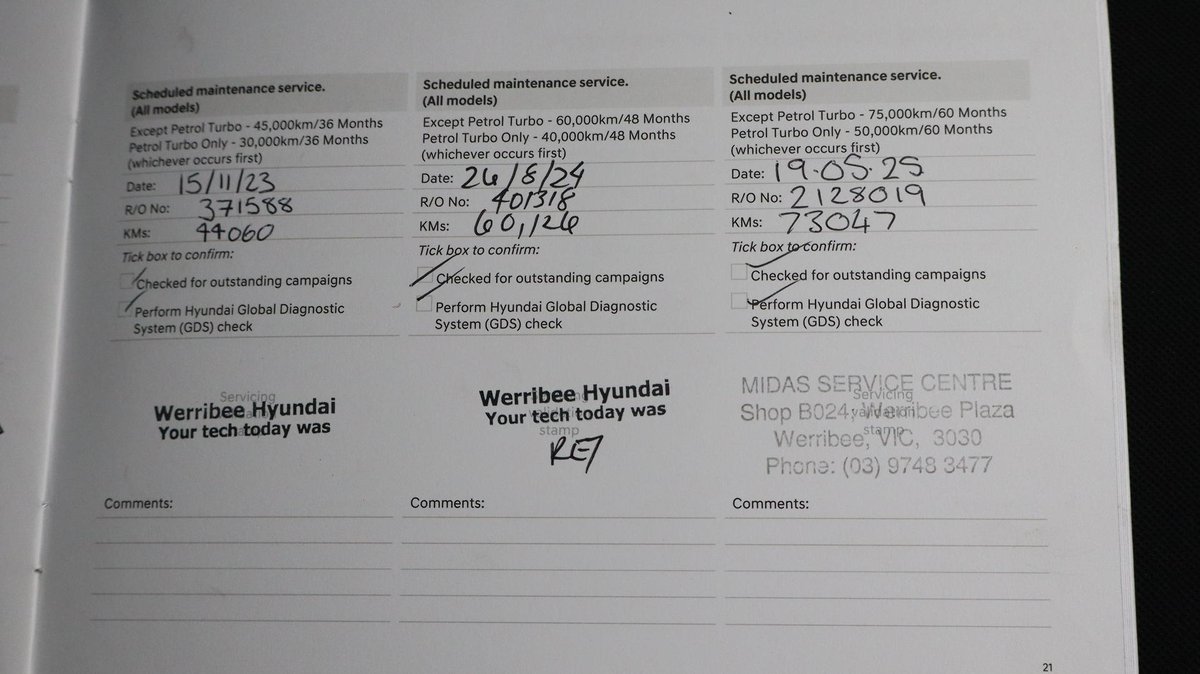 Scheduled maintenance service.
(All models)
Except Petrol Turbo - 45,000km/36 Months
Petrol Turbo Only - 30,000km/36 Months
(whichever occurs first)
Date: 15/11/23
R/O No: 371588
KMs: 44060
Tick box to confirm:
Checked for outstanding campaigns
Perform Hyundai Global Diagnostic
System (GDS) check
Servicing
Werribee Hyundai
Your tech today was
Comments:
Scheduled maintenance service.
(All models)
Except Petrol Turbo - 60,000km/48 Months
Petrol Turbo Only - 40,000km/48 Months
(whichever occurs first)
Date: 26/8/24
R/O No: 401318
KMs: 60,126
Tick box to confirm:
Checked for outstanding campaigns
Perform Hyundai Global Diagnostic
System (GDS) check
Werribee Hyundai
Your tech today was
stamp
Comments:
Scheduled maintenance service.
(All models)
Except Petrol Turbo - 75,000km/60 Months
Petrol Turbo Only - 50,000km/60 Months
(whichever occurs first)
Date: 19.05.25
R/O No: 2128019
KMs: 73047
Tick box to confirm:
Checked for outstanding campaigns
Perform Hyundai Global Diagnostic
System (GDS) check
MIDAS SERVICE CENTRE
Servicing
Shop B024, Werribee Plaza
validation
stamp
Werribee, VIC, 3030
Phone: (03) 9748 3477
Comments:
21